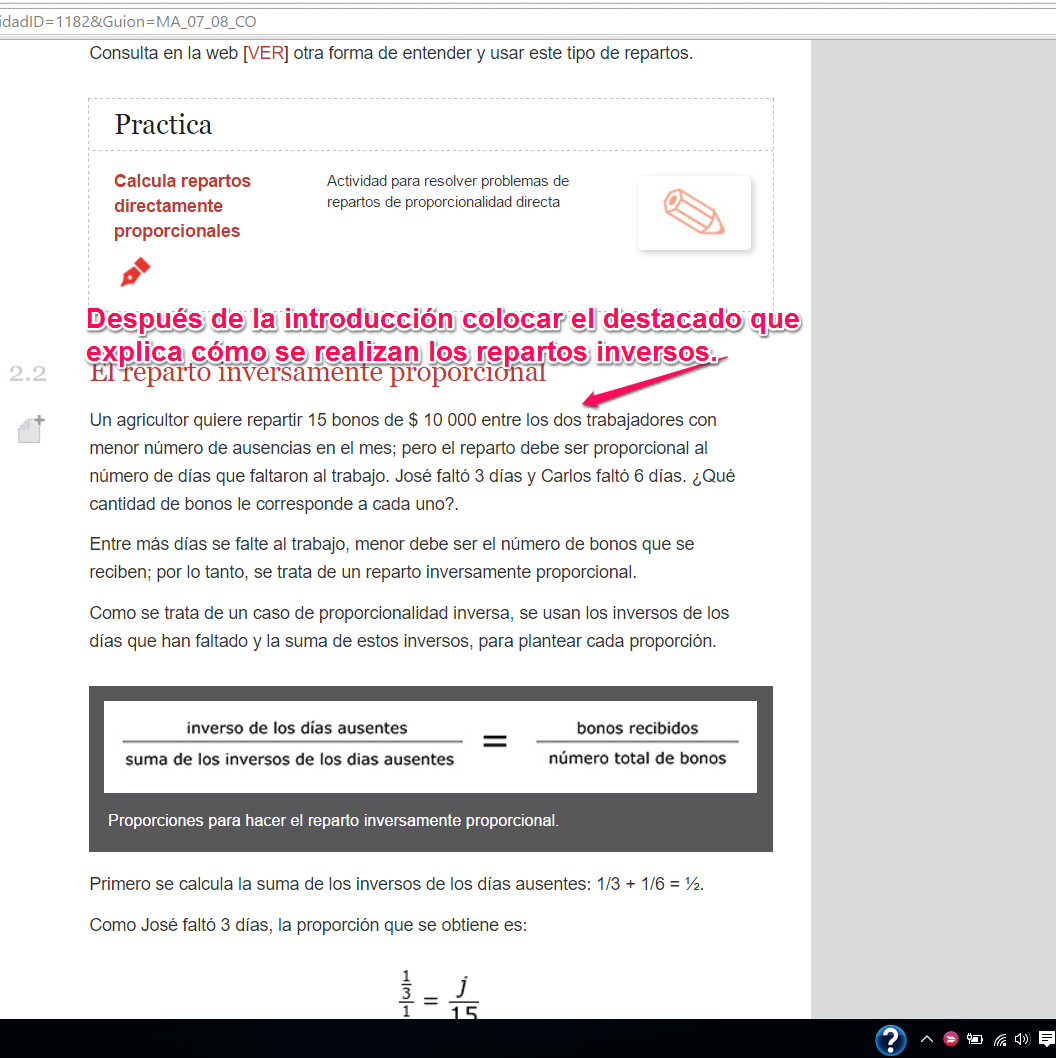 idadID=1182&Guion=MA_07_08_CO
Consulta en la web [VER] otra forma de entender y usar este tipo de repartos.
Practica
Calcula repartos
directamente
proporcionales
Actividad para resolver problemas de
repartos de proporcionalidad directa
Después de la introducción colocar el destacado que
explica cómo se realizan los repartos inversos.
2.2
El reparto inversamente proporcional
Un agricultor quiere repartir 15 bonos de $ 10 000 entre los dos trabajadores con
menor número de ausencias en el mes; pero el reparto debe ser proporcional al
número de días que faltaron al trabajo. José faltó 3 días y Carlos faltó 6 días. ¿Qué
cantidad de bonos le corresponde a cada uno?.
Entre más días se falte al trabajo, menor debe ser el número de bonos que se
reciben; por lo tanto, se trata de un reparto inversamente proporcional.
Como se trata de un caso de proporcionalidad inversa, se usan los inversos de los
días que han faltado y la suma de estos inversos, para plantear cada proporción.
inverso de los días ausentes
suma de los inversos de los dias ausentes
=
bonos recibidos
número total de bonos
Proporciones para hacer el reparto inversamente proporcional.
Primero se calcula la suma de los inversos de los días ausentes: 1/3 + 1/6 = ½.
Como José faltó 3 días, la proporción que se obtiene es:
1
3
1
=
j
15